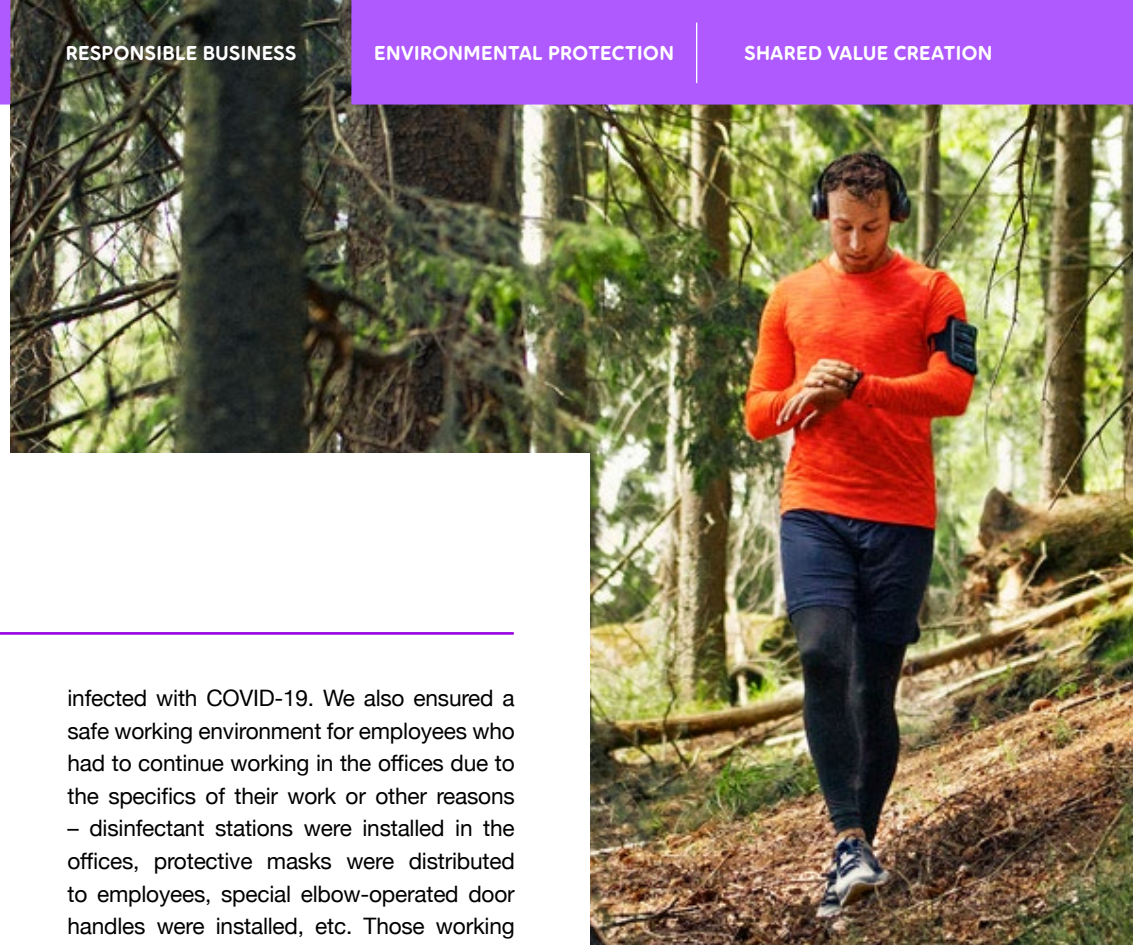 RESPONSIBLE BUSINESS
ENVIRONMENTAL PROTECTION
SHARED VALUE CREATION
infected with COVID-19. We also ensured a
safe working environment for employees who
had to continue working in the offices due to
the specifics of their work or other reasons
– disinfectant stations were installed in the
offices, protective masks were distributed
to employees, special elbow-operated door
handles were installed, etc. Those working